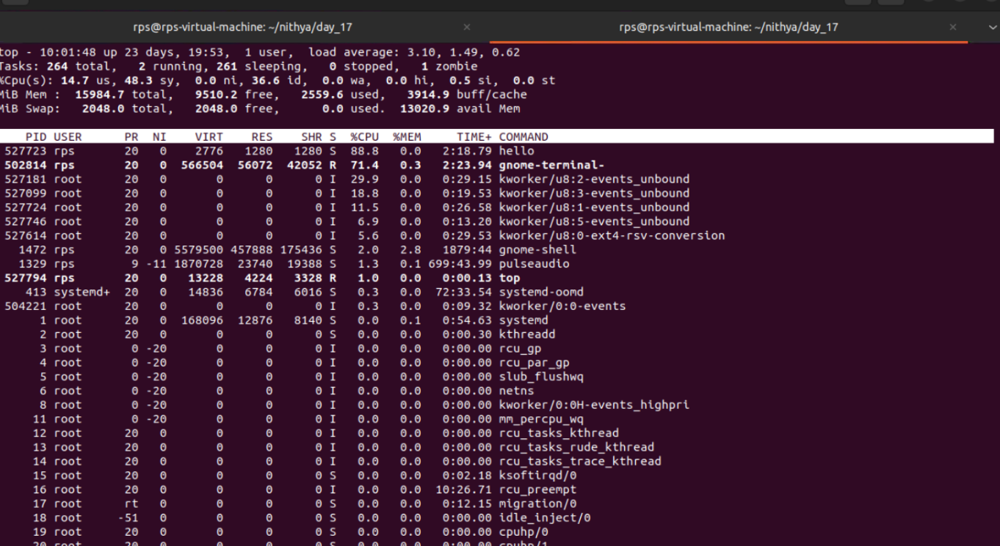 rps@rps-virtual-machine: ~/nithya/day_17 × rps@rps-virtual-machine: ~/nithya/day_17 ×
top - 10:01:48 up 23 days, 19:53, 1 user, load average: 3.10, 1.49, 0.62
Tasks: 264 total, 2 running, 261 sleeping, 0 stopped, 1 zombie
%Cpu(s): 14.7 us, 48.3 sy, 0.0 ni, 36.6 id, 0.0 wa, 0.0 hi, 0.5 si, 0.0 st
MiB Mem : 15984.7 total, 9510.2 free, 2559.6 used, 3914.9 buff/cache
MiB Swap: 2048.0 total, 2048.0 free, 0.0 used. 13020.9 avail Mem
PID USER PR NI VIRT RES SHR S %CPU %MEM TIME+ COMMAND
527723 rps 20 0 2776 1280 1280 S 88.8 0.0 2:18.79 hello
502814 rps 20 0 566504 56072 42052 R 71.4 0.3 2:23.94 gnome-terminal-
527181 root 20 0 0 0 0 I 29.9 0.0 0:29.15 kworker/u8:2-events_unbound
527099 root 20 0 0 0 0 I 18.8 0.0 0:19.53 kworker/u8:3-events_unbound
527724 root 20 0 0 0 0 I 11.5 0.0 0:26.58 kworker/u8:1-events_unbound
527746 root 20 0 0 0 0 I 6.9 0.0 0:13.20 kworker/u8:5-events_unbound
527614 root 20 0 0 0 0 I 5.6 0.0 0:29.53 kworker/u8:0-ext4-rsv-conversion
1472 rps 20 0 5579500 457888 175436 S 2.0 2.8 1879:44 gnome-shell
1329 rps 9 -11 1870728 23740 19388 S 1.3 0.1 699:43.99 pulseaudio
527794 rps 20 0 13228 4224 3328 R 1.0 0.0 0:00.13 top
413 systemd+ 20 0 14836 6784 6016 S 0.3 0.0 72:33.54 systemd-oomd
504221 root 20 0 0 0 0 I 0.3 0.0 0:09.32 kworker/0:0-events
1 root 20 0 168096 12876 8140 S 0.0 0.1 0:54.63 systemd
2 root 20 0 0 0 0 S 0.0 0.0 0:00.30 kthreadd
3 root 0 -20 0 0 0 I 0.0 0.0 0:00.00 rcu_gp
4 root 0 -20 0 0 0 I 0.0 0.0 0:00.00 rcu_par_gp
5 root 0 -20 0 0 0 I 0.0 0.0 0:00.00 slub_flushwq
6 root 0 -20 0 0 0 I 0.0 0.0 0:00.00 netns
8 root 0 -20 0 0 0 I 0.0 0.0 0:00.00 kworker/0:0H-events_highpri
11 root 0 -20 0 0 0 I 0.0 0.0 0:00.00 mm_percpu_wq
12 root 20 0 0 0 0 I 0.0 0.0 0:00.00 rcu_tasks_kthread
13 root 20 0 0 0 0 I 0.0 0.0 0:00.00 rcu_tasks_rude_kthread
14 root 20 0 0 0 0 I 0.0 0.0 0:00.00 rcu_tasks_trace_kthread
15 root 20 0 0 0 0 S 0.0 0.0 0:02.18 ksoftirqd/0
16 root 20 0 0 0 0 I 0.0 0.0 10:26.71 rcu_preempt
17 root rt 0 0 0 0 S 0.0 0.0 0:12.15 migration/0
18 root -51 0 0 0 0 S 0.0 0.0 0:00.00 idle_inject/0
19 root 20 0 0 0 0 S 0.0 0.0 0:00.00 cpuhp/0
20 root 20 0 0 0 0 S 0.0 0.0 0:00.00 cpuhp/1